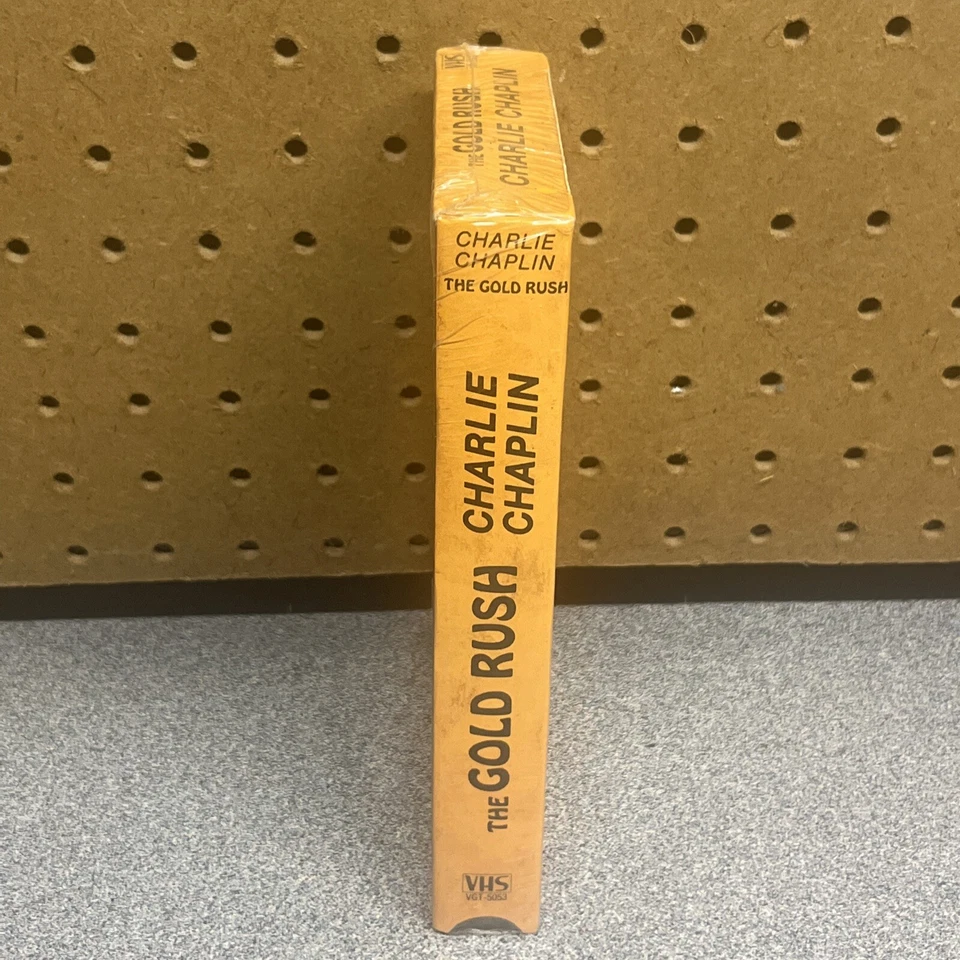 VHS
THE GOLD RUSH
CHARLIE CHAPLIN
CHARLIE
CHAPLIN
THE GOLD RUSH
THE GOLD RUSH
CHARLIE
CHAPLIN
VHS
VGT-5053